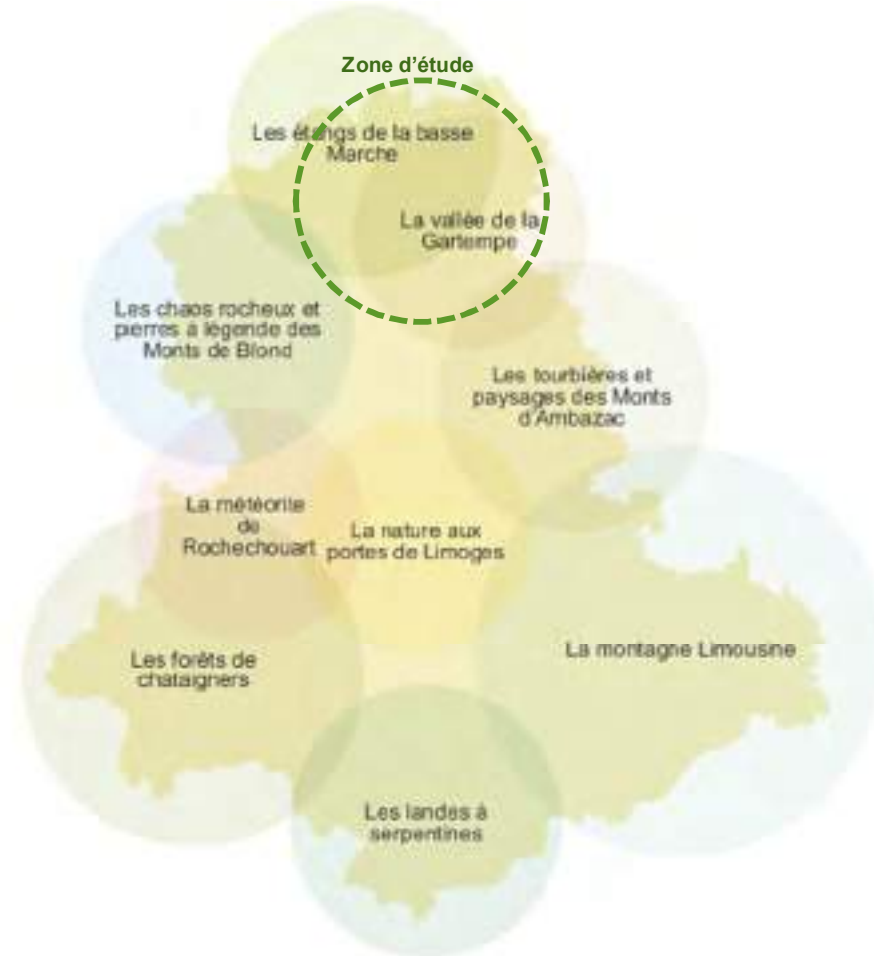 Zone d'étude
Les étangs de la basse
Marche
La vallée de la
Gartempe
Les chaos rocheux et
pierres à légende des
Monts de Blond
Les tourbières et
paysages des Monts
d'Ambazac
La météorite
de
Rochechouart
La nature aux
portes de Limoges
Les forêts de
chataigners
La montagne Limousine
Les landes à
serpentines